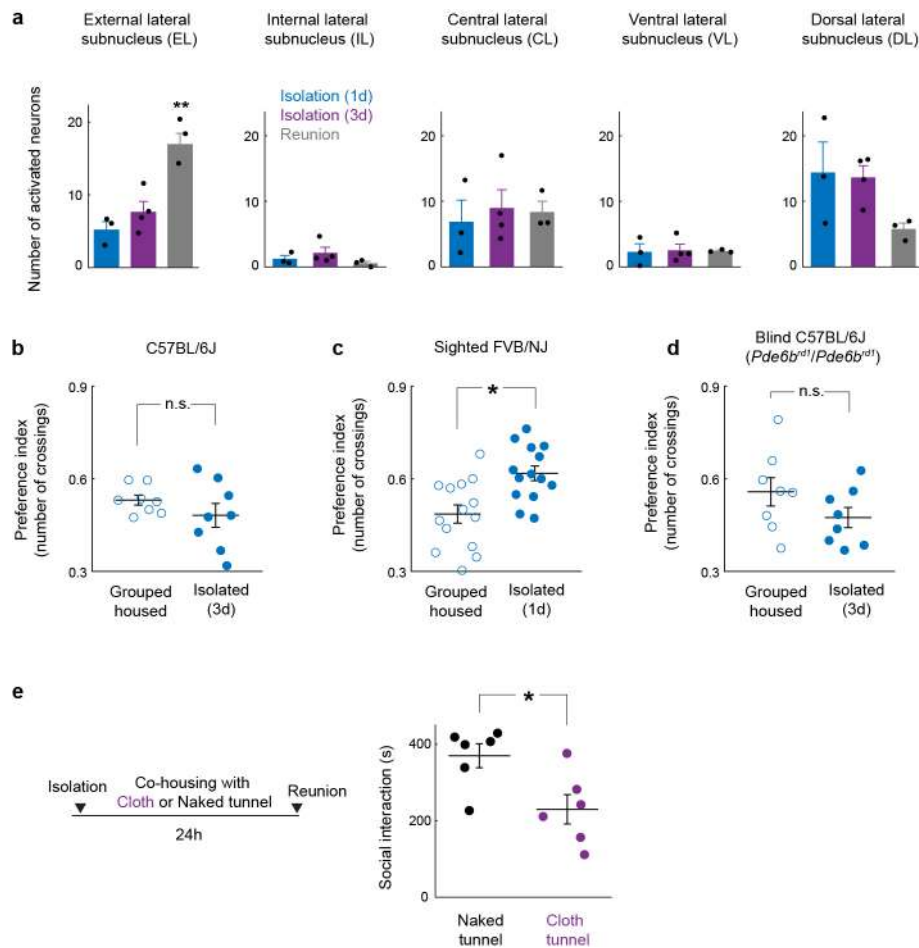 a
External lateral
subnucleus (EL)
Internal lateral
subnucleus (IL)
Central lateral
subnucleus (CL)
Ventral lateral
subnucleus (VL)
Dorsal lateral
subnucleus (DL)
Number of activated neurons
20
10
0
**
20
10
0
Isolation (1d)
Isolation (3d)
Reunion
20
10
0
20
10
0
20
10
0
b
C57BL/6J
Preference index
(number of crossings)
0.9
0.6
0.3
n.s.
Grouped
housed
Isolated
(3d)
c
Sighted FVB/NJ
Preference index
(number of crossings)
0.9
0.6
0.3
*
Grouped
housed
Isolated
(1d)
d
Blind C57BL/6J
(Pde6brd1/Pde6brd1)
Preference index
(number of crossings)
0.9
0.6
0.3
n.s.
Grouped
housed
Isolated
(3d)
e
Isolation
Co-housing with
Cloth or Naked tunnel
Reunion
24h
Social interaction (s)
400
200
0
*
Naked
tunnel
Cloth
tunnel